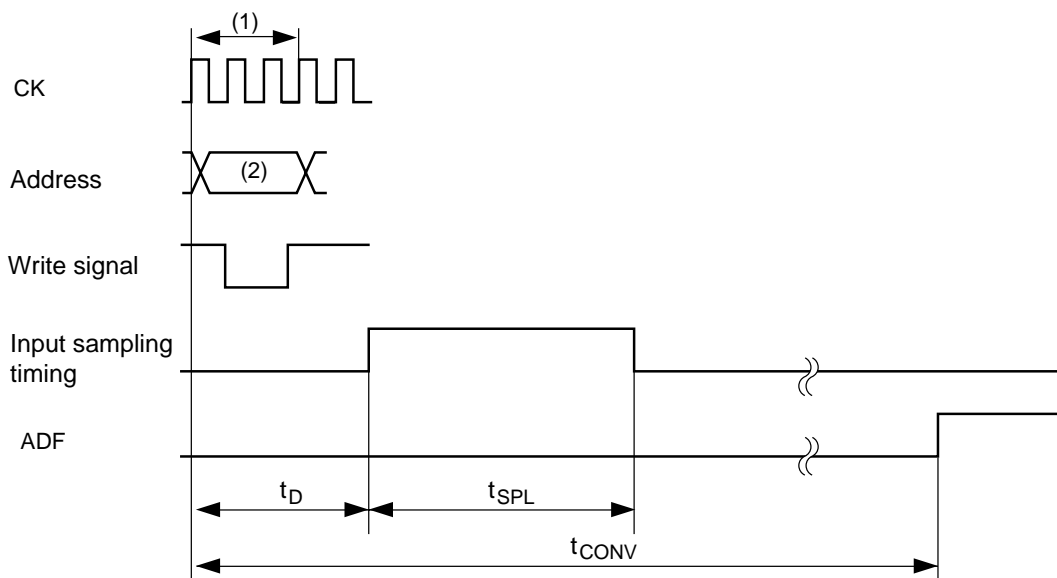 (1)
CK
Address
(2)
Write signal
Input sampling
timing
ADF
tD
tSPL
tCONV